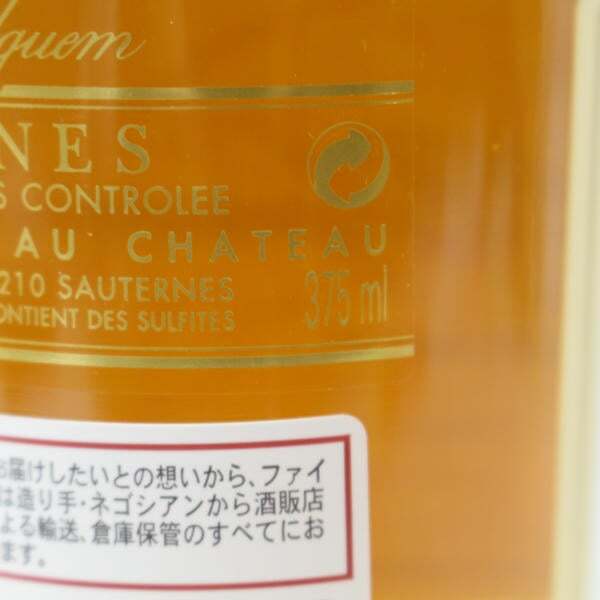 quem
NES
S CONTROLEE
AU CHATEAU
210 SAUTERNES
375 ml
ONTIENT DES SULFITES
お届けしたいとの想いから、ファイ
は造り手・ネゴシアンから酒販店
よる輸送、倉庫保管のすべてにお
ます。